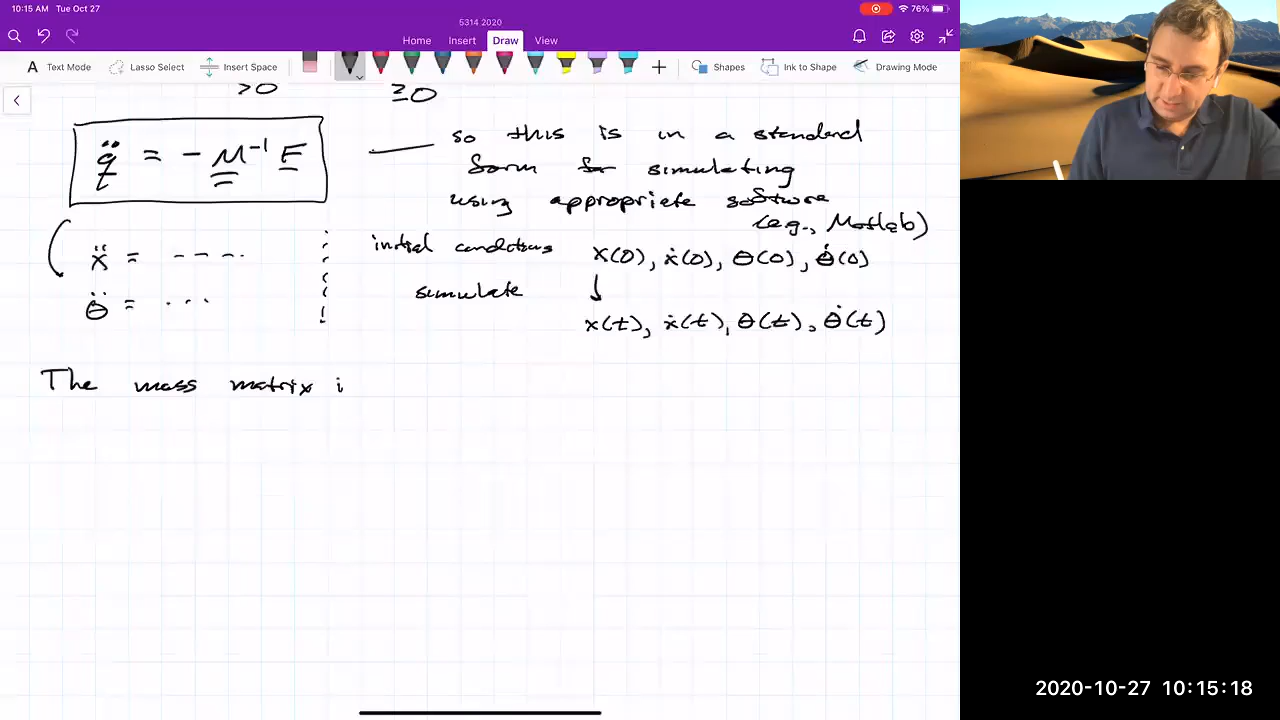 10:15 AM Tue Oct 27
76%
5314 2020
Home Insert Draw View
A Text Mode Lasso Select Insert Space Shapes Ink to Shape Drawing Mode
>0 ≥0
q̈ = - M⁻¹ F
so this is in a standard
form for simulating
using appropriate software
(e.g., Matlab)
initial conditions x(0), ẋ(0), θ(0), θ̇(0)
ẍ = - - - -
simulate ↓
θ̈ = . . .
x(t), ẋ(t), θ(t), θ̇(t)
The mass matrix i
2020-10-27 10:15:18